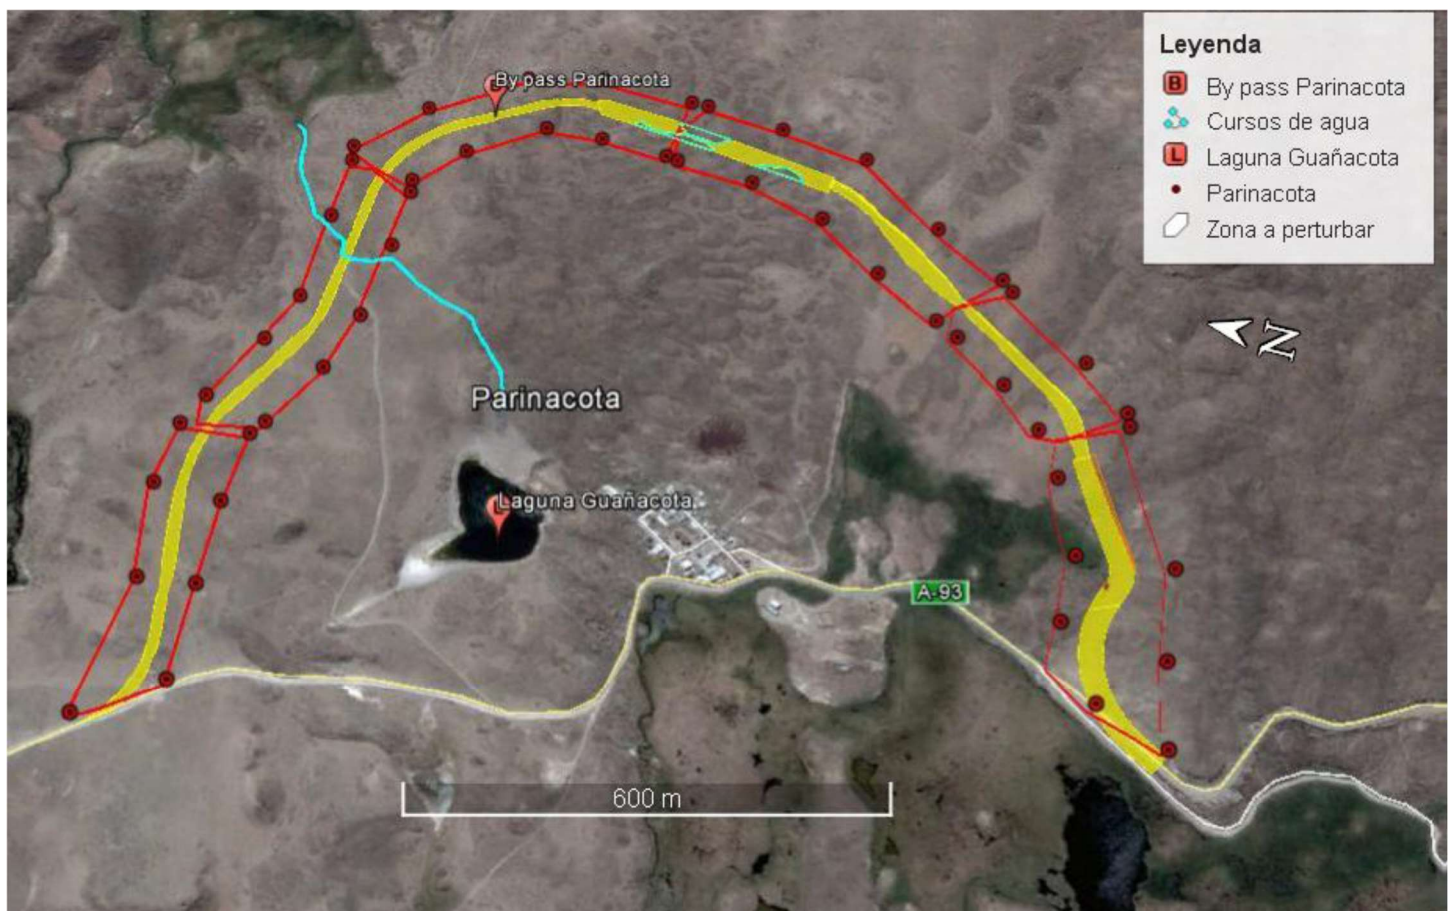 Leyenda
B By pass Parinacota
Cursos de agua
L Laguna Guañacota
Parinacota
Zona a perturbar
By pass Parinacota
N
Parinacota
L
Laguna Guañacota
A-93
600 m